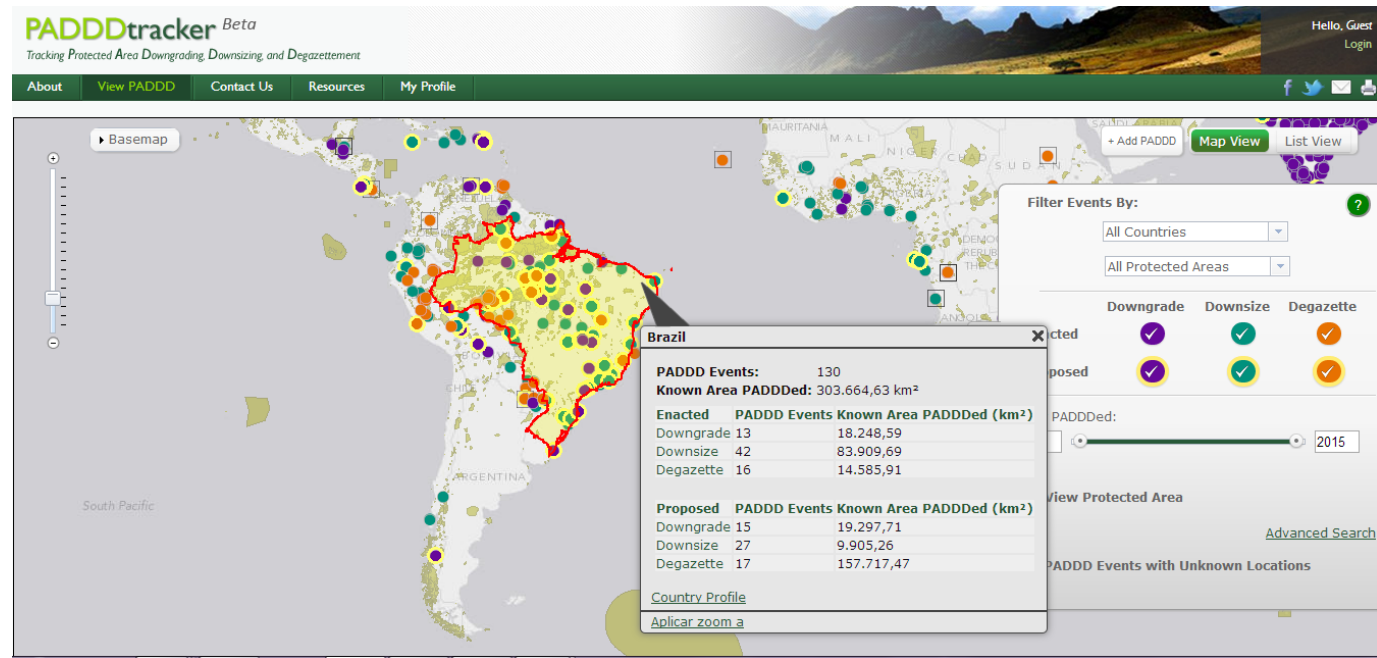 PADDDtracker Beta
Tracking Protected Area Downgrading, Downsizing, and Degazettement
Hello, Guest
Login
About View PADDD Contact Us Resources My Profile
Basemap
+ Add PADDD Map View List View
MAURITANIA
MALI
NIGER
CHAD
SUDAN
SAUDI ARABIA
ANGOLA
BOLIVIA
CHILE
ARGENTINA
South Pacific
Filter Events By:
?
All Countries
All Protected Areas
Downgrade Downsize Degazette
PADDDed:
2015
View Protected Area
Advanced Search
PADDD Events with Unknown Locations
Brazil
PADDD Events: 130
Known Area PADDDed: 303.664,63 km²
Enacted PADDD Events Known Area PADDDed (km²)
Downgrade 13 18.248,59
Downsize 42 83.909,69
Degazette 16 14.585,91
Proposed PADDD Events Known Area PADDDed (km²)
Downgrade 15 19.297,71
Downsize 27 9.905,26
Degazette 17 157.717,47
Country Profile
Aplicar zoom a